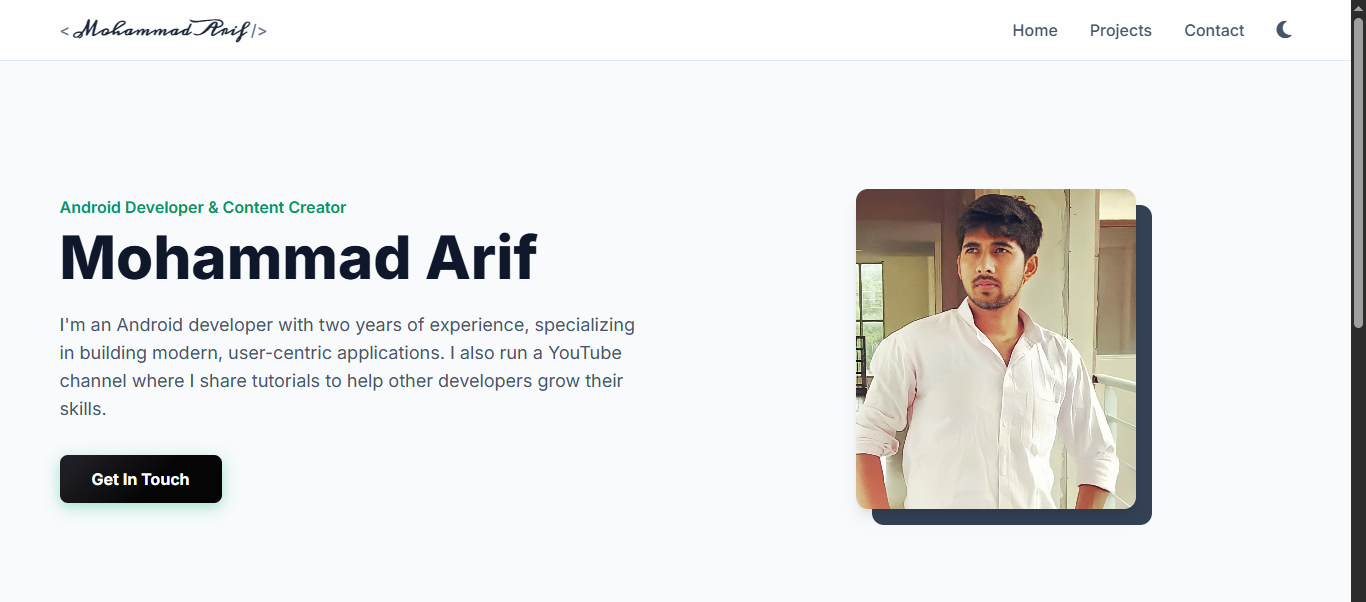 < Mohammad Arif />
Home Projects Contact
Android Developer & Content Creator
Mohammad Arif
I'm an Android developer with two years of experience, specializing
in building modern, user-centric applications. I also run a YouTube
channel where I share tutorials to help other developers grow their
skills.
Get In Touch